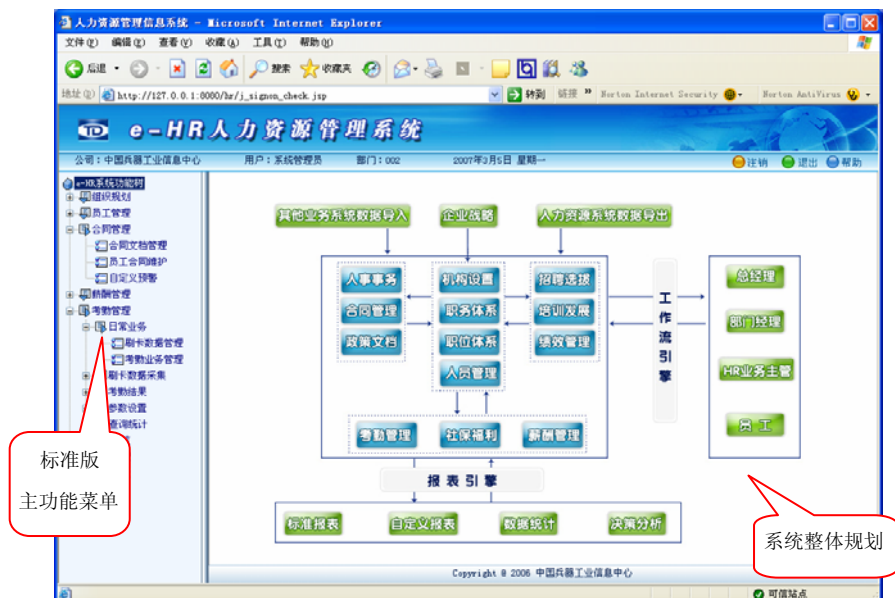 人力资源管理信息系统 - Microsoft Internet Explorer
文件(F) 编辑(E) 查看(V) 收藏(A) 工具(T) 帮助(H)
后退 搜索 收藏夹
地址(D) http://127.0.0.1:8080/hr/j_signon_check.jsp 转到 链接 » Norton Internet Security Norton AntiVirus
e-HR人力资源管理系统
公司：中国兵器工业信息中心 用户：系统管理员 部门：002 2007年3月5日 星期一 注销 退出 帮助
e-HR系统功能树
组织规划
员工管理
合同管理
合同文档管理
员工合同维护
自定义预警
薪酬管理
考勤管理
日常业务
刷卡数据管理
考勤业务管理
刷卡数据采集
考勤结果
参数设置
查询统计
标准版
主功能菜单
其他业务系统数据导入 企业战略 人力资源系统数据导出
人事事务 机构设置 招聘选拔
合同管理 职务体系 培训发展
政策文档 职位体系 绩效管理
人员管理
考勤管理 社保福利 薪酬管理
工作流引擎
总经理
部门经理
HR业务主管
员工
报表引擎
标准报表 自定义报表 数据统计 决策分析
系统整体规划
Copyright @ 2006 中国兵器工业信息中心
可信站点